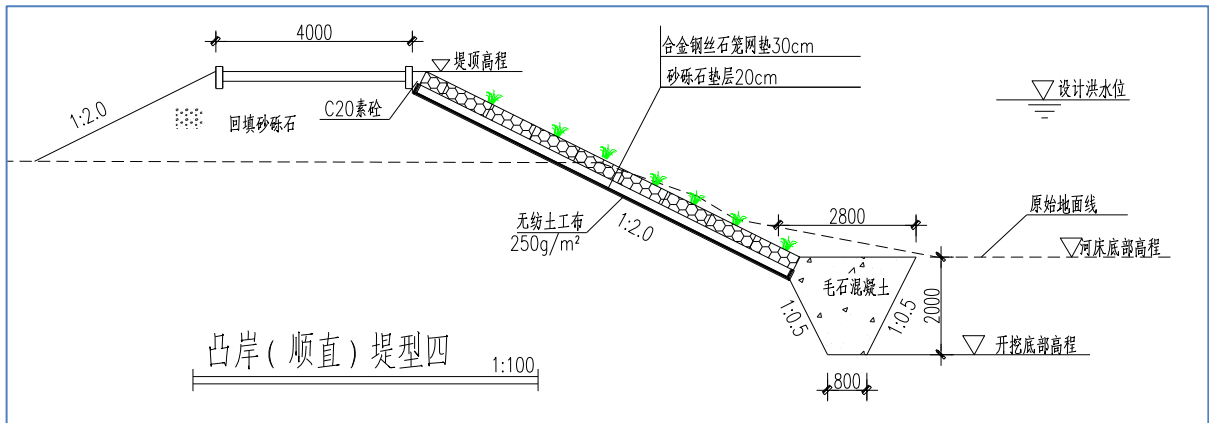 4000
合金钢丝石笼网垫30cm
堤顶高程
砂砾石垫层20cm
设计洪水位
1:2.0
C20素砼
回填砂砾石
原始地面线
无纺土工布
250g/m²
1:2.0
2800
河床底部高程
毛石混凝土
1:0.5
1:0.5
2000
凸岸(顺直)堤型四
1:100
开挖底部高程
800